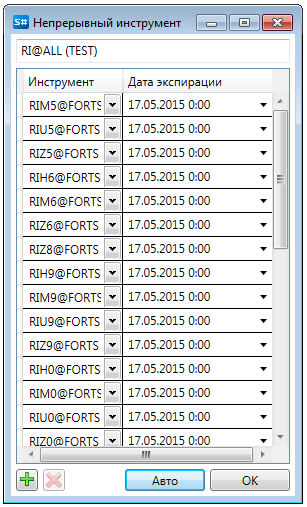 S# Непрерывный инструмент
RI@ALL (TEST)
Инструмент Дата экспирации
RIM5@FORTS 17.05.2015 0:00
RIU5@FORTS 17.05.2015 0:00
RIZ5@FORTS 17.05.2015 0:00
RIH6@FORTS 17.05.2015 0:00
RIM6@FORTS 17.05.2015 0:00
RIZ6@FORTS 17.05.2015 0:00
RIZ8@FORTS 17.05.2015 0:00
RIH9@FORTS 17.05.2015 0:00
RIM9@FORTS 17.05.2015 0:00
RIU9@FORTS 17.05.2015 0:00
RIZ9@FORTS 17.05.2015 0:00
RIH0@FORTS 17.05.2015 0:00
RIM0@FORTS 17.05.2015 0:00
RIU0@FORTS 17.05.2015 0:00
RIZ0@FORTS 17.05.2015 0:00
Авто OK